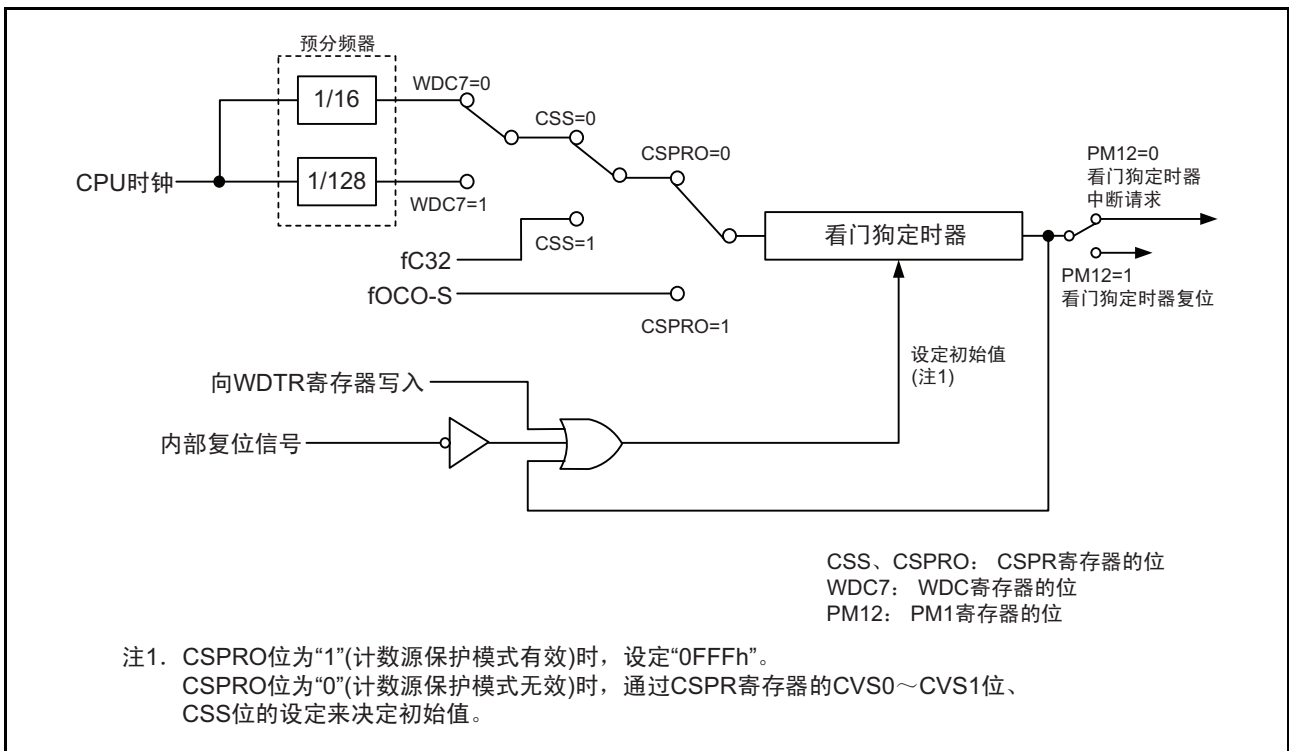 预分频器
1/16
WDC7=0
CSS=0
CSPRO=0
PM12=0
看门狗定时器
中断请求
CPU时钟
1/128
WDC7=1
看门狗定时器
CSS=1
fC32
fOCO-S
CSPRO=1
PM12=1
看门狗定时器复位
设定初始值
(注1)
向WDTR寄存器写入
内部复位信号
CSS、CSPRO： CSPR寄存器的位
WDC7： WDC寄存器的位
PM12： PM1寄存器的位
注1. CSPRO位为“1”(计数源保护模式有效)时，设定“0FFFh”。
CSPRO位为“0”(计数源保护模式无效)时，通过CSPR寄存器的CVS0～CVS1位、
CSS位的设定来决定初始值。